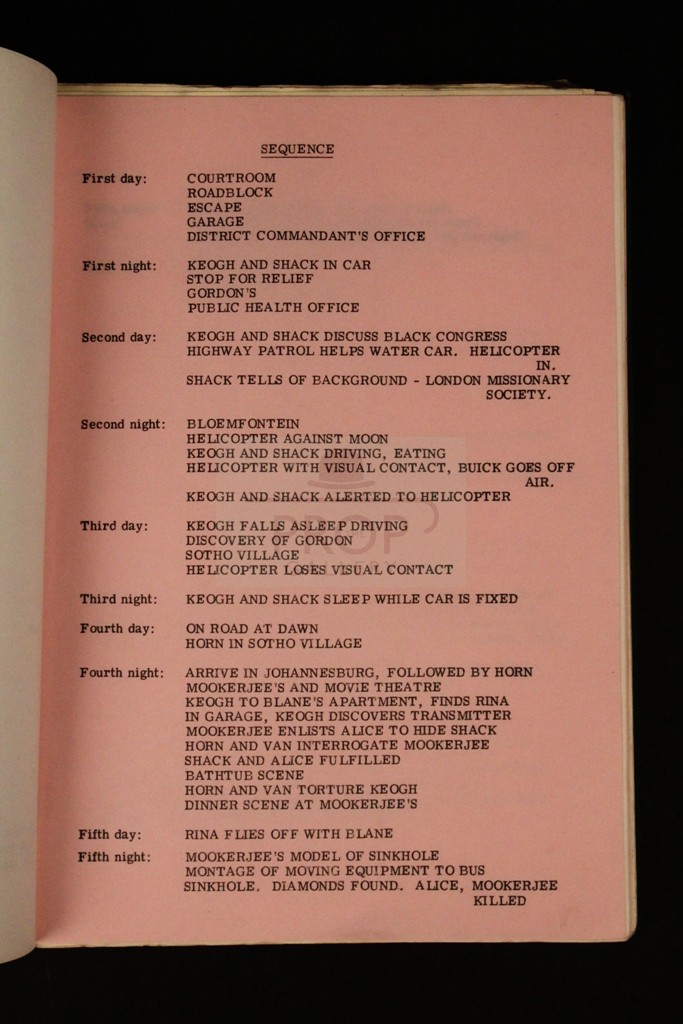 SEQUENCE
First day: COURTROOM
ROADBLOCK
ESCAPE
GARAGE
DISTRICT COMMANDANT'S OFFICE
First night: KEOGH AND SHACK IN CAR
STOP FOR RELIEF
GORDON'S
PUBLIC HEALTH OFFICE
Second day: KEOGH AND SHACK DISCUSS BLACK CONGRESS
HIGHWAY PATROL HELPS WATER CAR. HELICOPTER
IN.
SHACK TELLS OF BACKGROUND - LONDON MISSIONARY
SOCIETY.
Second night: BLOEMFONTEIN
HELICOPTER AGAINST MOON
KEOGH AND SHACK DRIVING, EATING
HELICOPTER WITH VISUAL CONTACT, BUICK GOES OFF
AIR.
KEOGH AND SHACK ALERTED TO HELICOPTER
Third day: KEOGH FALLS ASLEEP DRIVING
DISCOVERY OF GORDON
SOTHO VILLAGE
HELICOPTER LOSES VISUAL CONTACT
PROP
Third night: KEOGH AND SHACK SLEEP WHILE CAR IS FIXED
Fourth day: ON ROAD AT DAWN
HORN IN SOTHO VILLAGE
Fourth night: ARRIVE IN JOHANNESBURG, FOLLOWED BY HORN
MOOKERJEE'S AND MOVIE THEATRE
KEOGH TO BLANE'S APARTMENT, FINDS RINA
IN GARAGE, KEOGH DISCOVERS TRANSMITTER
MOOKERJEE ENLISTS ALICE TO HIDE SHACK
HORN AND VAN INTERROGATE MOOKERJEE
SHACK AND ALICE FULFILLED
BATHTUB SCENE
HORN AND VAN TORTURE KEOGH
DINNER SCENE AT MOOKERJEE'S
Fifth day: RINA FLIES OFF WITH BLANE
Fifth night: MOOKERJEE'S MODEL OF SINKHOLE
MONTAGE OF MOVING EQUIPMENT TO BUS
SINKHOLE. DIAMONDS FOUND. ALICE, MOOKERJEE
KILLED